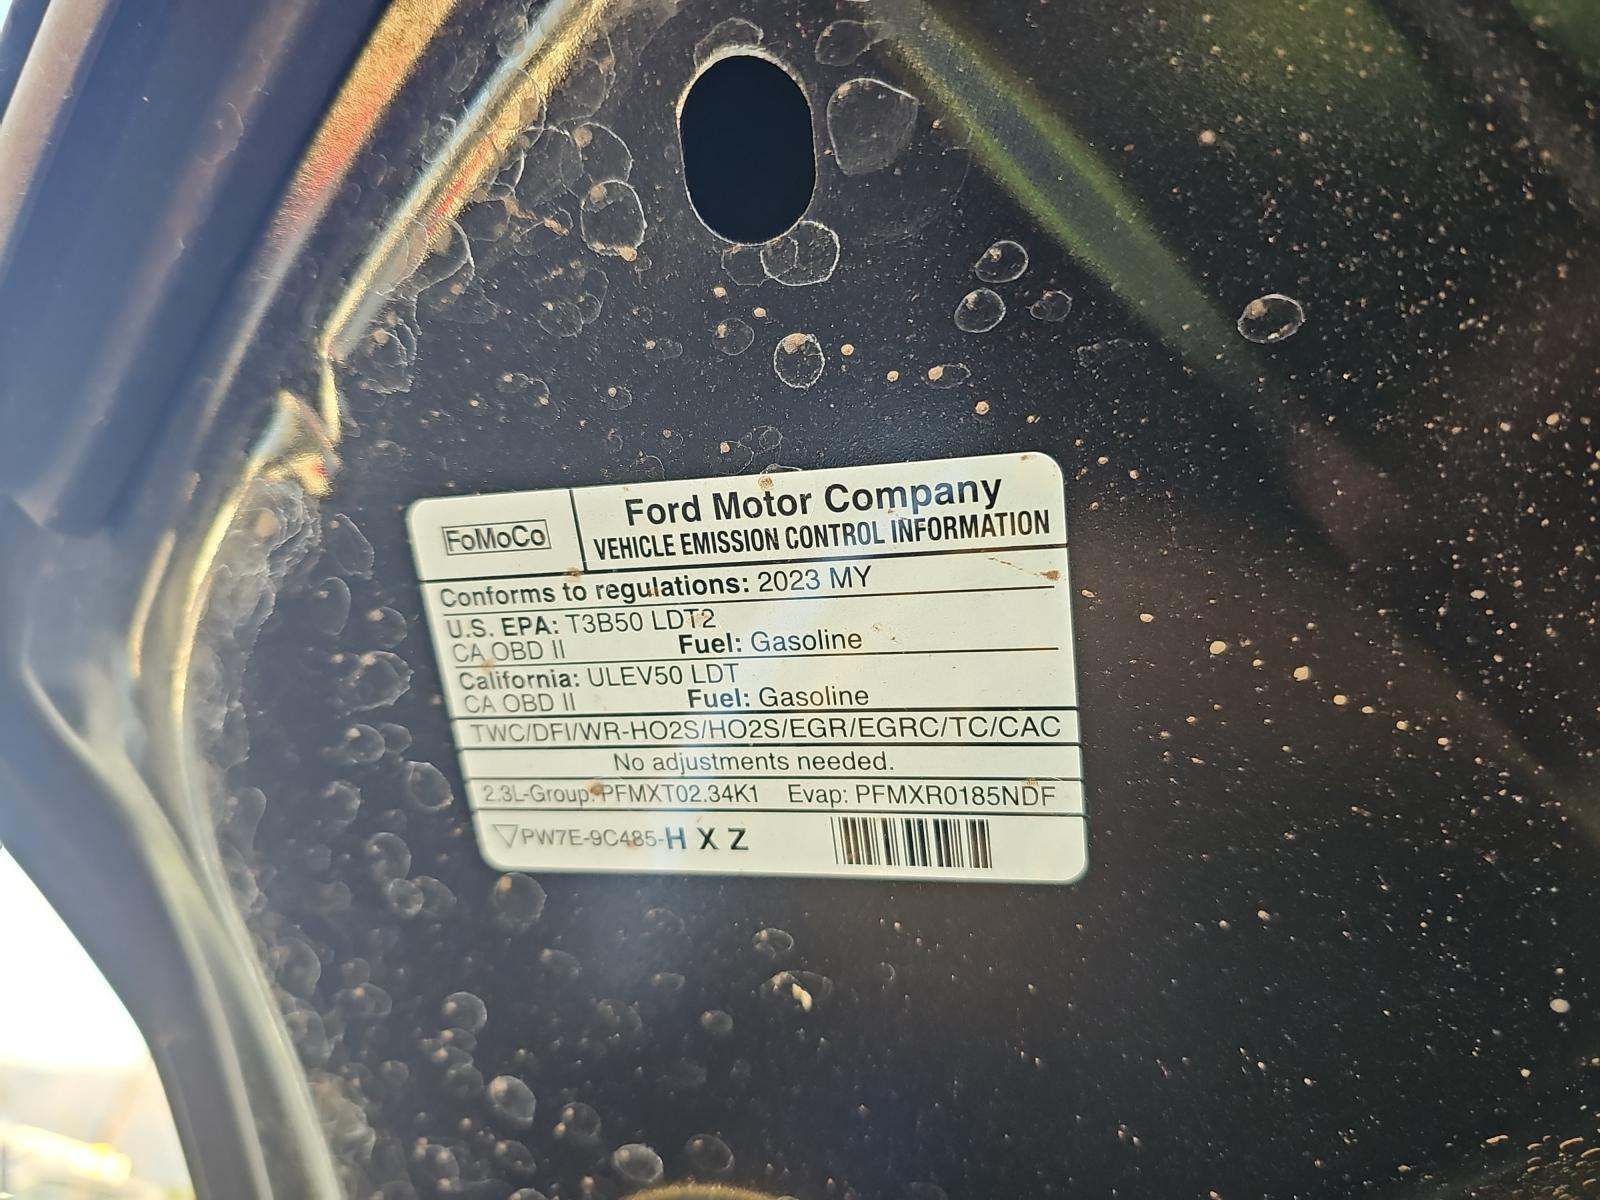 FoMoCo
Ford Motor Company
VEHICLE EMISSION CONTROL INFORMATION
Conforms to regulations: 2023 MY
U.S. EPA: T3B50 LDT2
CA OBD II Fuel: Gasoline
California: ULEV50 LDT
CA OBD II Fuel: Gasoline
TWC/DFI/WR-HO2S/HO2S/EGR/EGRC/TC/CAC
No adjustments needed.
2.3L-Group: PFMXT02.34K1 Evap: PFMXR0185NDF
PW7E-9C485-H X Z